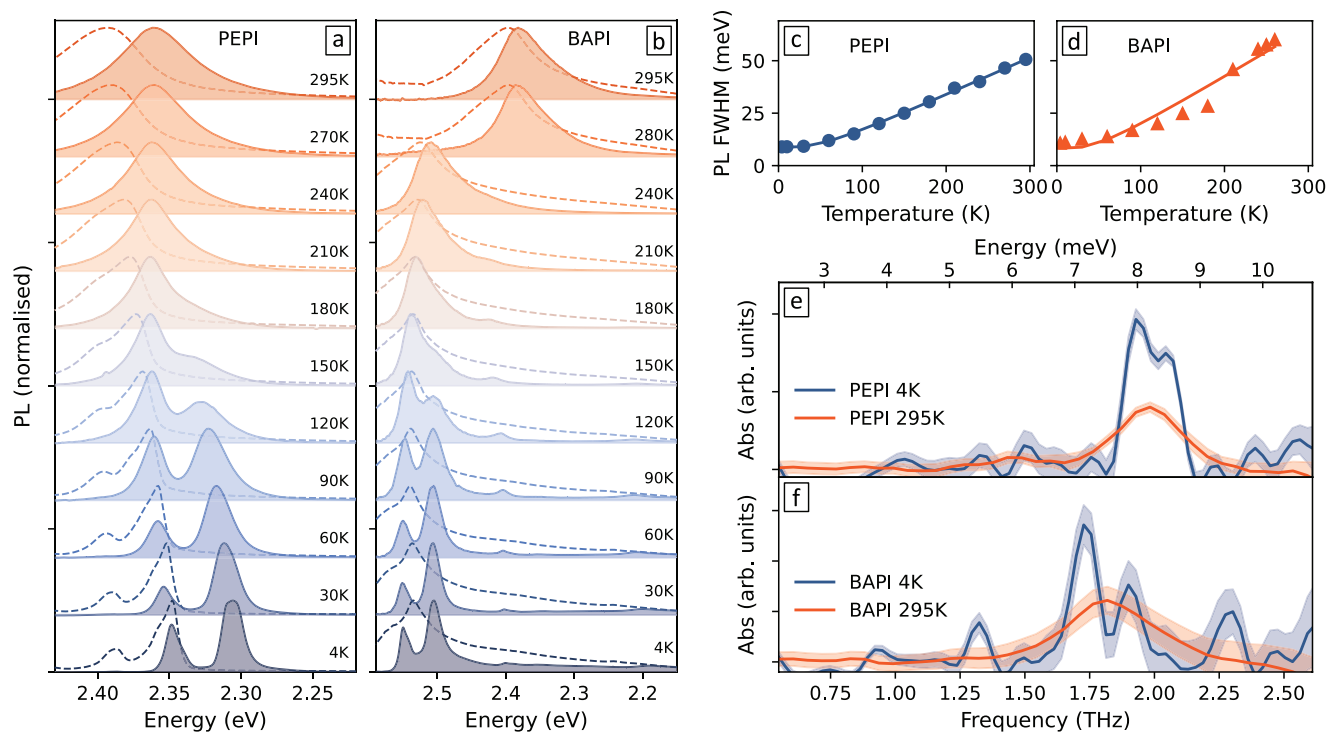 PEPI
a
295K
270K
240K
210K
180K
150K
120K
90K
60K
30K
4K
PL (normalised)
2.40 2.35 2.30 2.25
Energy (eV)
BAPI
b
295K
280K
240K
210K
180K
150K
120K
90K
60K
30K
4K
2.5 2.4 2.3 2.2
Energy (eV)
c
PEPI
PL FWHM (meV)
50
25
0
0 100 200 300
Temperature (K)
d
BAPI
0 100 200 300
Temperature (K)
Energy (meV)
3 4 5 6 7 8 9 10
e
Abs (arb. units)
PEPI 4K
PEPI 295K
f
Abs (arb. units)
BAPI 4K
BAPI 295K
0.75 1.00 1.25 1.50 1.75 2.00 2.25 2.50
Frequency (THz)